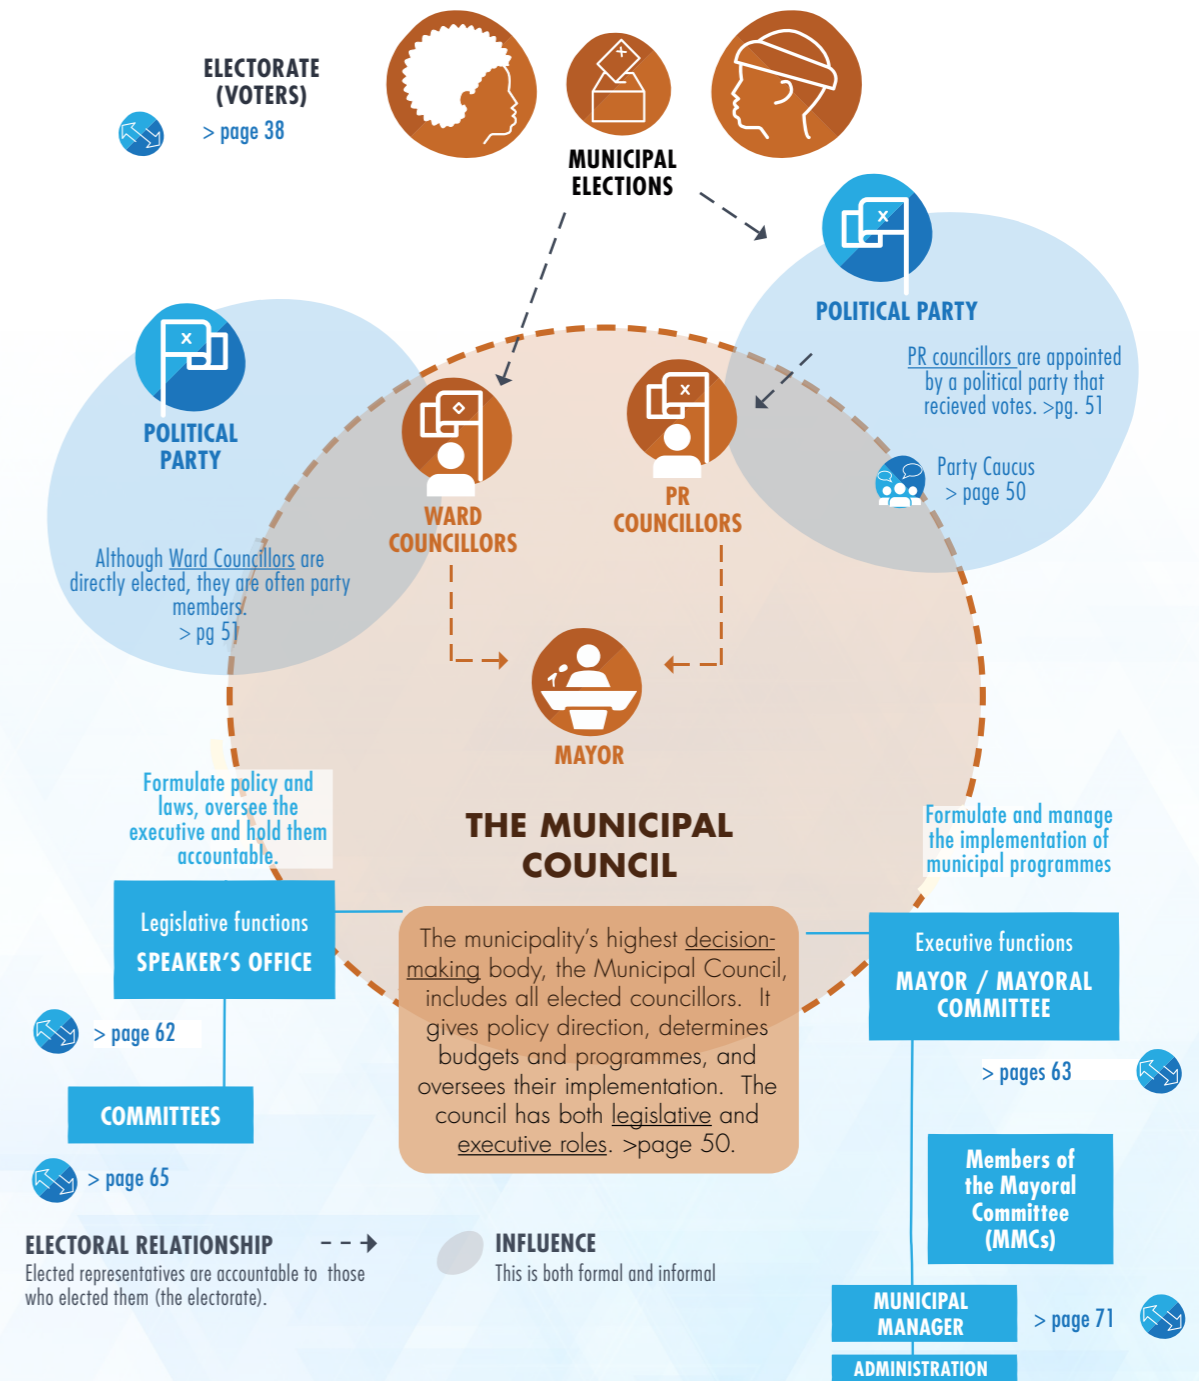 ELECTORATE
(VOTERS)
> page 38
MUNICIPAL
ELECTIONS
x
POLITICAL PARTY
PR councillors are appointed
by a political party that
recieved votes. >pg. 51
Party Caucus
> page 50
x
POLITICAL
PARTY
Although Ward Councillors are
directly elected, they are often party
members.
> pg 51
WARD
COUNCILLORS
x
PR
COUNCILLORS
MAYOR
THE MUNICIPAL
COUNCIL
The municipality's highest decision-
making body, the Municipal Council,
includes all elected councillors. It
gives policy direction, determines
budgets and programmes, and
oversees their implementation. The
council has both legislative and
executive roles. >page 50.
Formulate policy and
laws, oversee the
executive and hold them
accountable.
Legislative functions
SPEAKER'S OFFICE
> page 62
COMMITTEES
> page 65
Formulate and manage
the implementation of
municipal programmes
Executive functions
MAYOR / MAYORAL
COMMITTEE
> pages 63
Members of
the Mayoral
Committee
(MMCs)
MUNICIPAL
MANAGER
> page 71
ADMINISTRATION
ELECTORAL RELATIONSHIP
Elected representatives are accountable to those
who elected them (the electorate).
INFLUENCE
This is both formal and informal